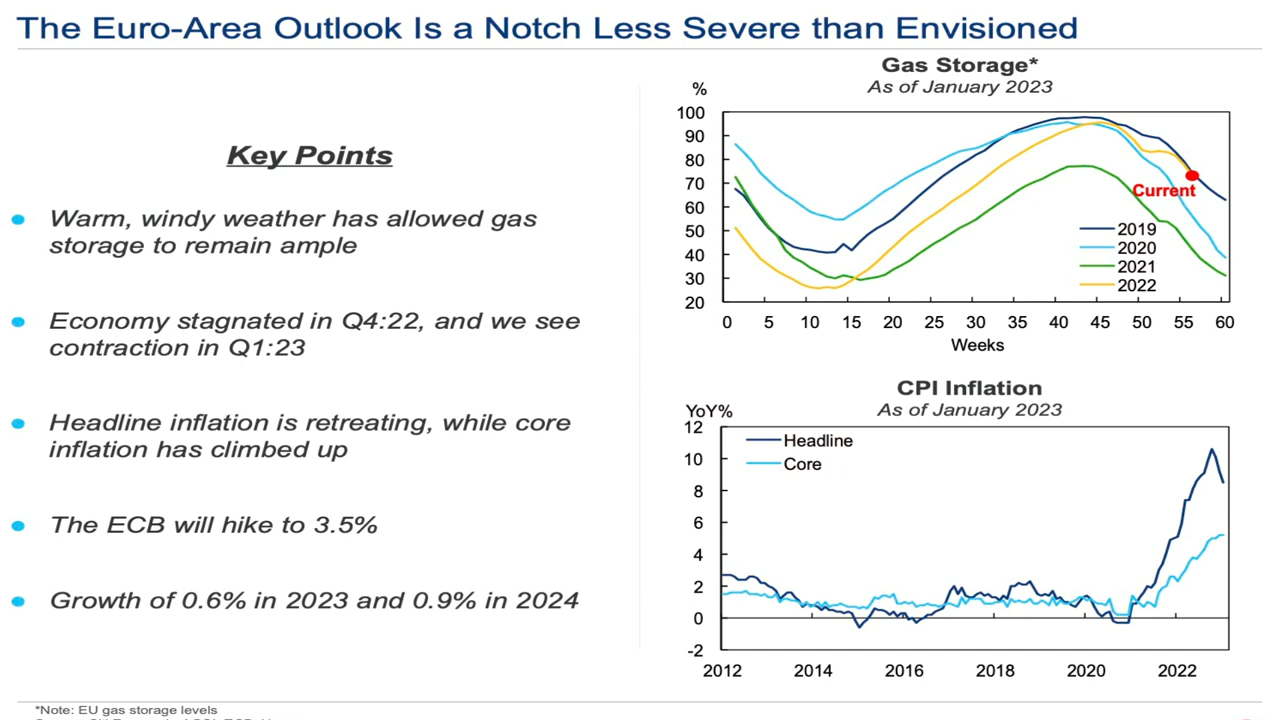 The Euro-Area Outlook Is a Notch Less Severe than Envisioned
Key Points
Warm, windy weather has allowed gas
storage to remain ample
Economy stagnated in Q4:22, and we see
contraction in Q1:23
Headline inflation is retreating, while core
inflation has climbed up
The ECB will hike to 3.5%
Growth of 0.6% in 2023 and 0.9% in 2024
Gas Storage*
As of January 2023
%
100
90
80
70
60
50
40
30
20
Current
2019
2020
2021
2022
0 5 10 15 20 25 30 35 40 45 50 55 60
Weeks
CPI Inflation
As of January 2023
YoY%
12
10
8
6
4
2
0
-2
Headline
Core
2012 2014 2016 2018 2020 2022
*Note: EU gas storage levels